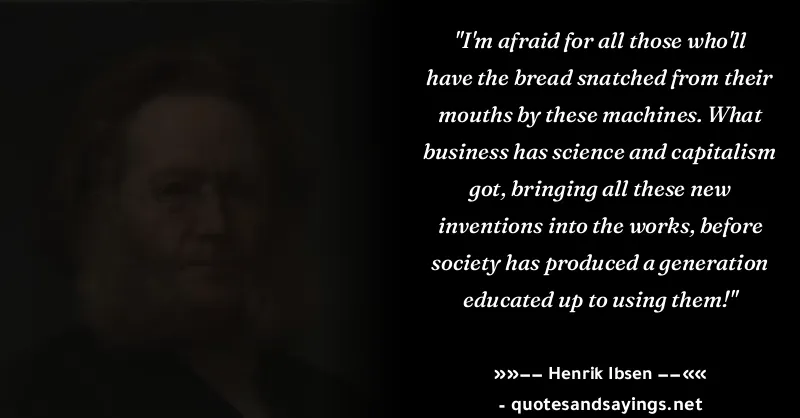 "I'm afraid for all those who'll
have the bread snatched from their
mouths by these machines. What
business has science and capitalism
got, bringing all these new
inventions into the works, before
society has produced a generation
educated up to using them!"
»»–– Henrik Ibsen ––««
- quotesandsayings.net